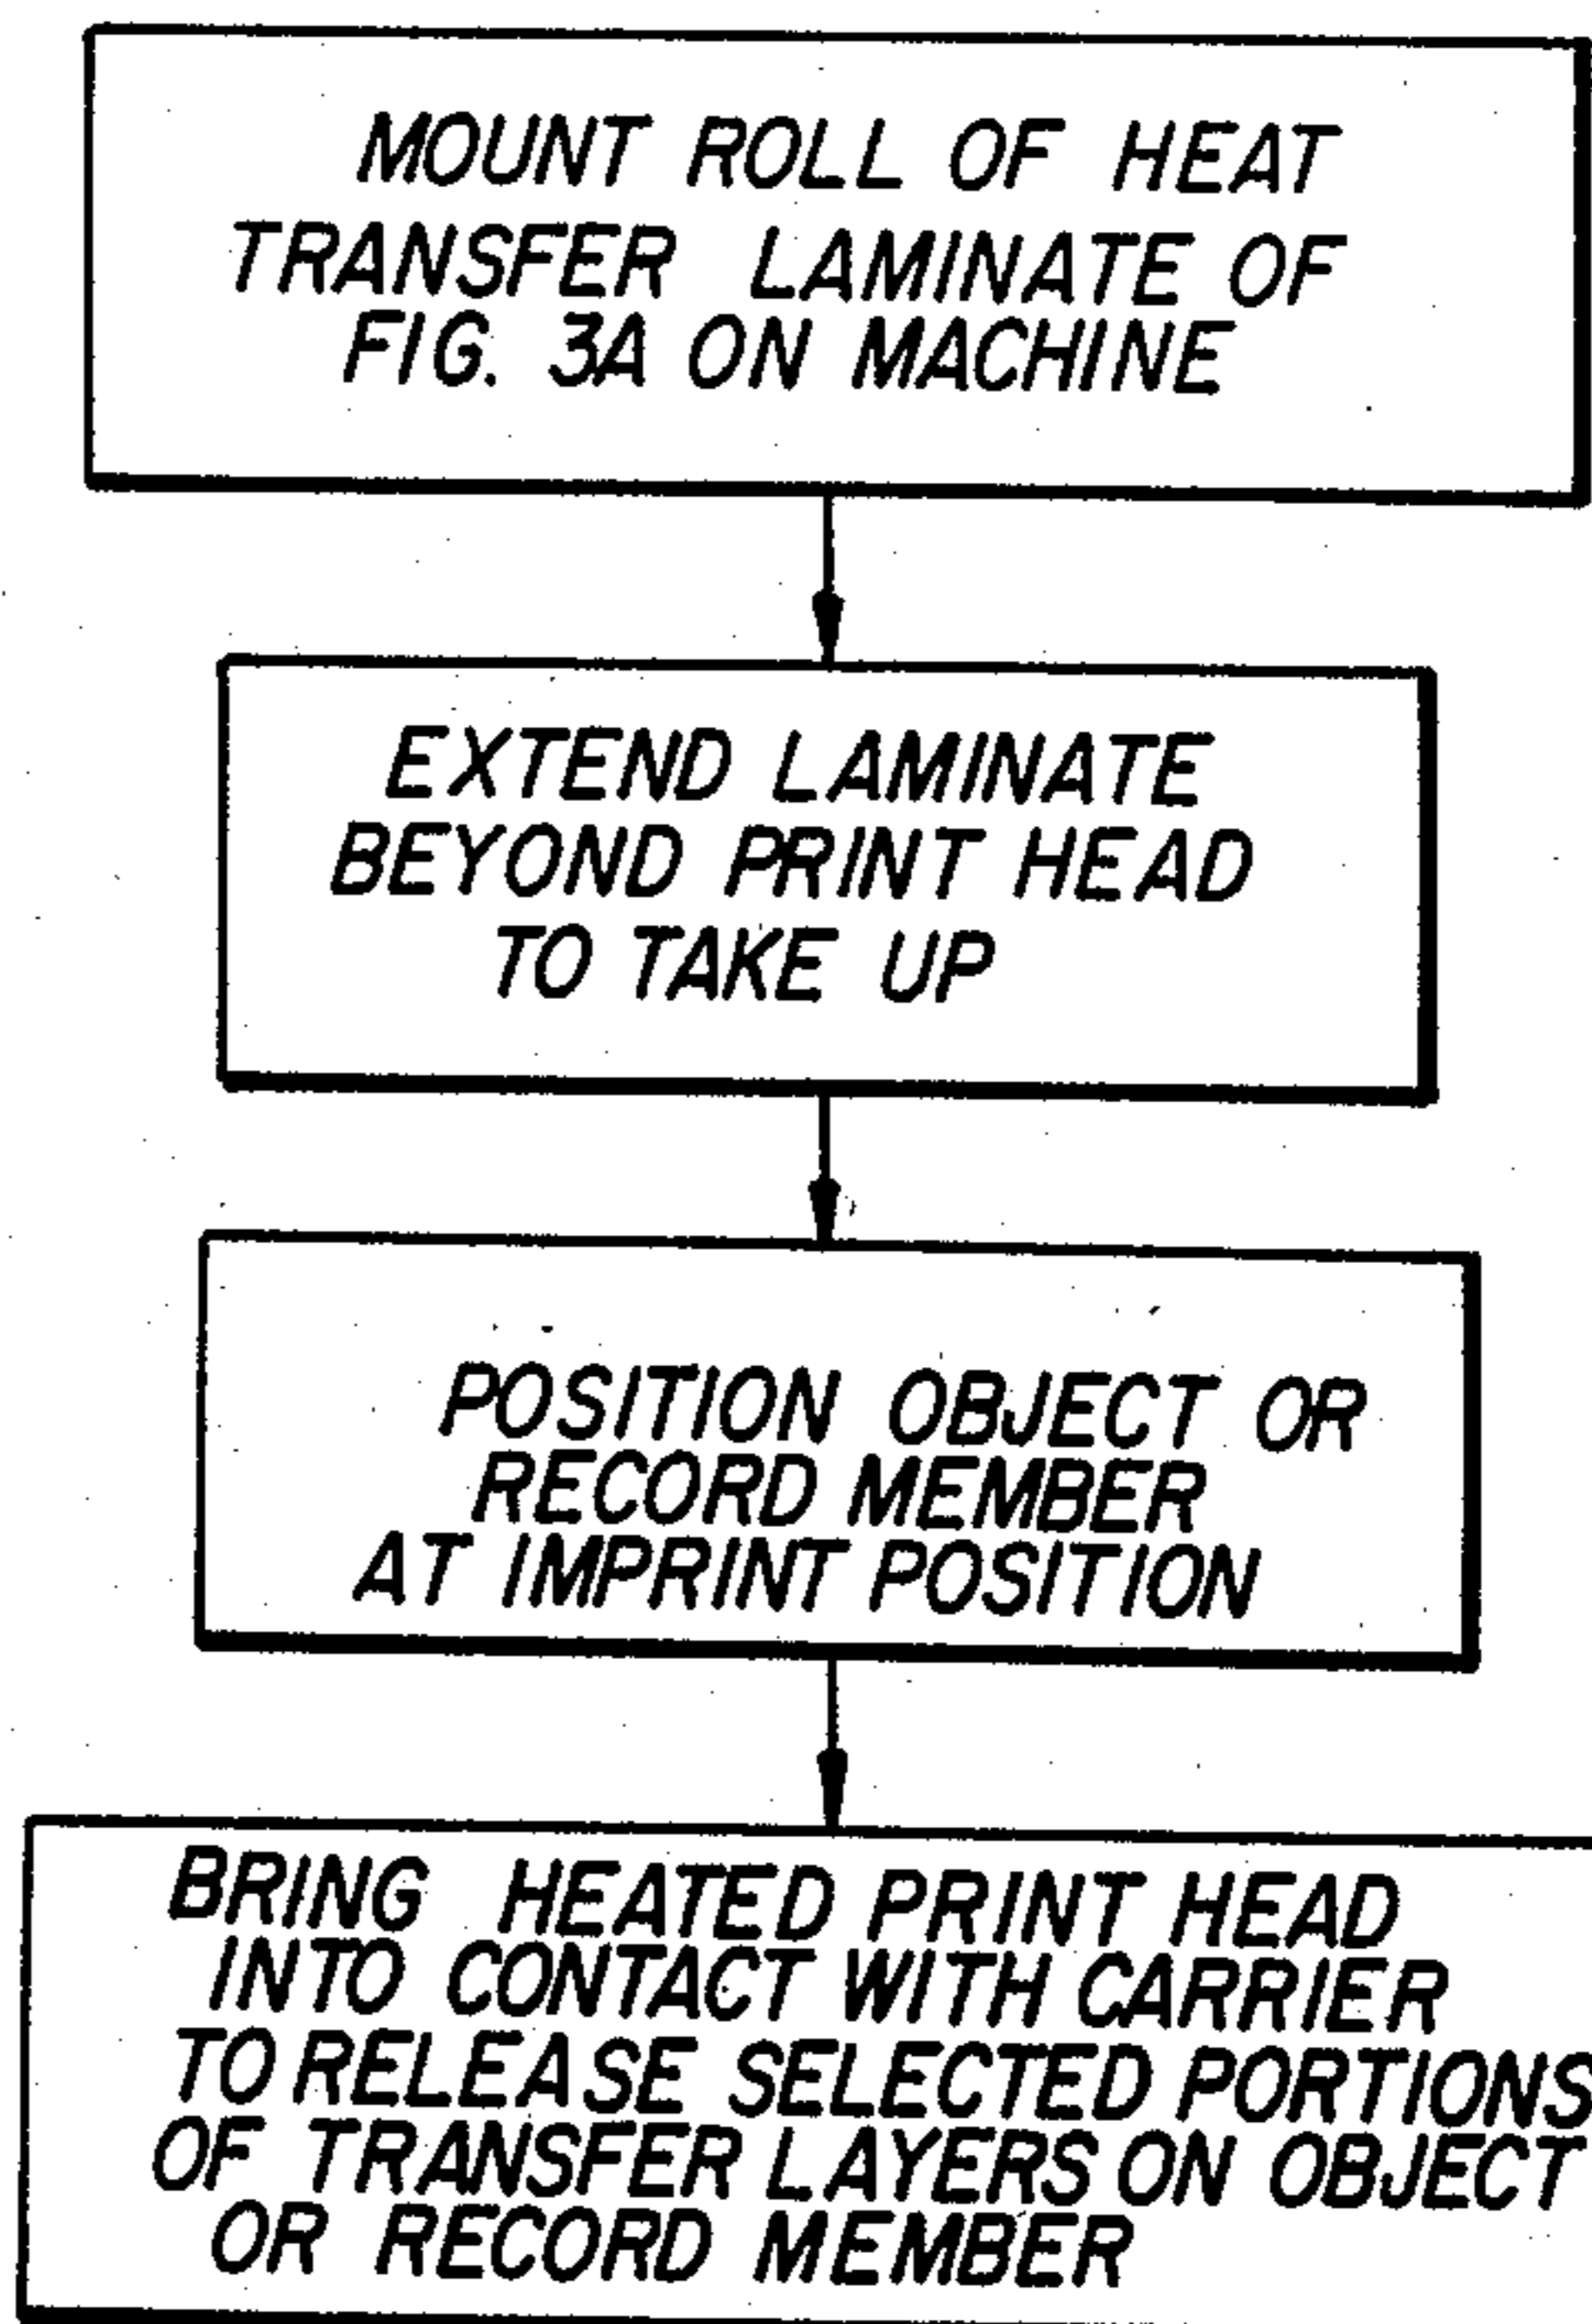 MOUNT ROLL OF HEAT
TRANSFER LAMINATE OF
FIG. 3A ON MACHINE
EXTEND LAMINATE
BEYOND PRINT HEAD
TO TAKE UP
POSITION OBJECT OR
RECORD MEMBER
AT IMPRINT POSITION
BRING HEATED PRINT HEAD
INTO CONTACT WITH CARRIER
TO RELEASE SELECTED PORTIONS
OF TRANSFER LAYERS ON OBJECT
OR RECORD MEMBER